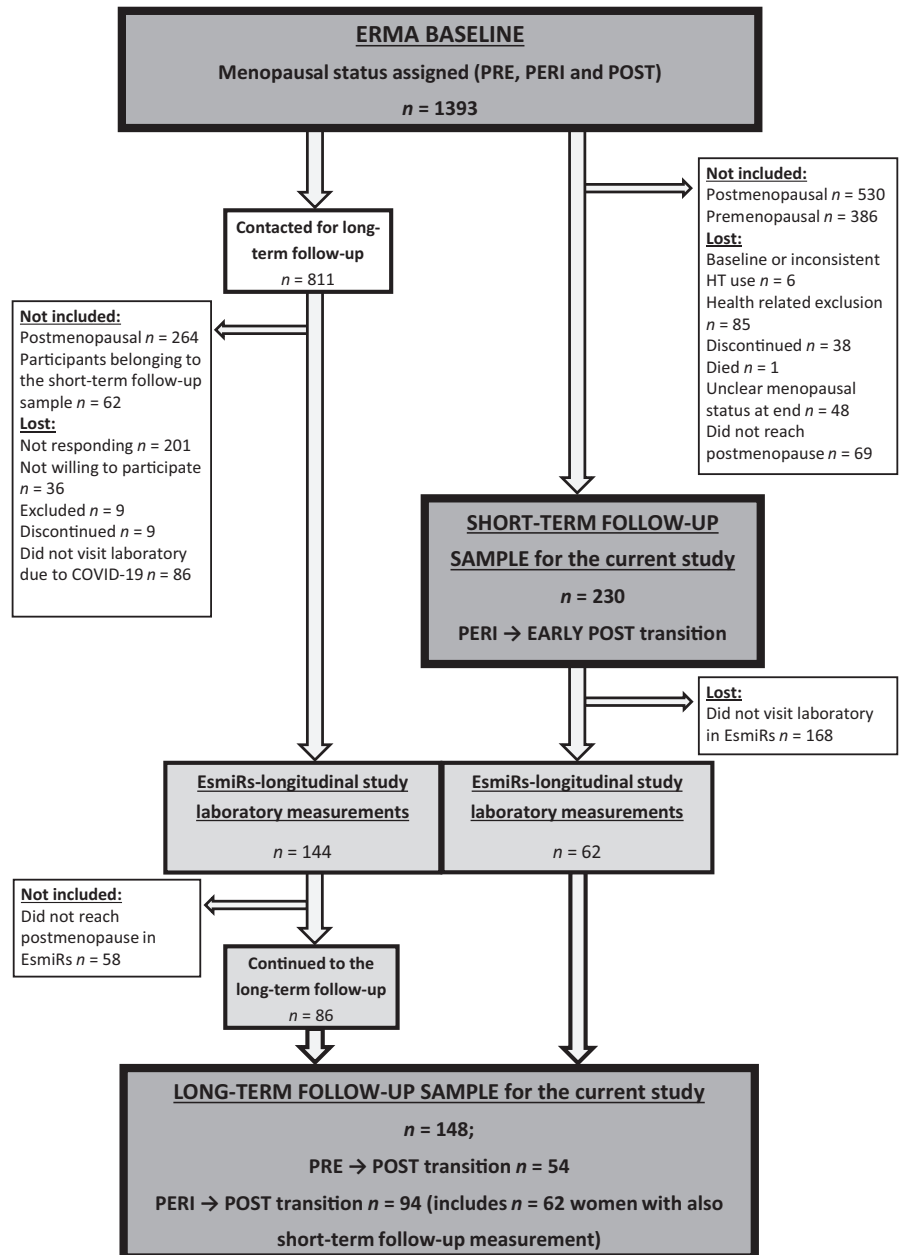 ERMA BASELINE
Menopausal status assigned (PRE, PERI and POST)
n = 1393
Not included:
Postmenopausal n = 530
Premenopausal n = 386
Lost:
Baseline or inconsistent
HT use n = 6
Health related exclusion
n = 85
Discontinued n = 38
Died n = 1
Unclear menopausal
status at end n = 48
Did not reach
postmenopause n = 69
Contacted for long-
term follow-up
n = 811
Not included:
Postmenopausal n = 264
Participants belonging to
the short-term follow-up
sample n = 62
Lost:
Not responding n = 201
Not willing to participate
n = 36
Excluded n = 9
Discontinued n = 9
Did not visit laboratory
due to COVID-19 n = 86
SHORT-TERM FOLLOW-UP
SAMPLE for the current study
n = 230
PERI → EARLY POST transition
Lost:
Did not visit laboratory
in EsmiRs n = 168
EsmiRs-longitudinal study
laboratory measurements
n = 144
EsmiRs-longitudinal study
laboratory measurements
n = 62
Not included:
Did not reach
postmenopause in
EsmiRs n = 58
Continued to the
long-term follow-up
n = 86
LONG-TERM FOLLOW-UP SAMPLE for the current study
n = 148;
PRE → POST transition n = 54
PERI → POST transition n = 94 (includes n = 62 women with also
short-term follow-up measurement)